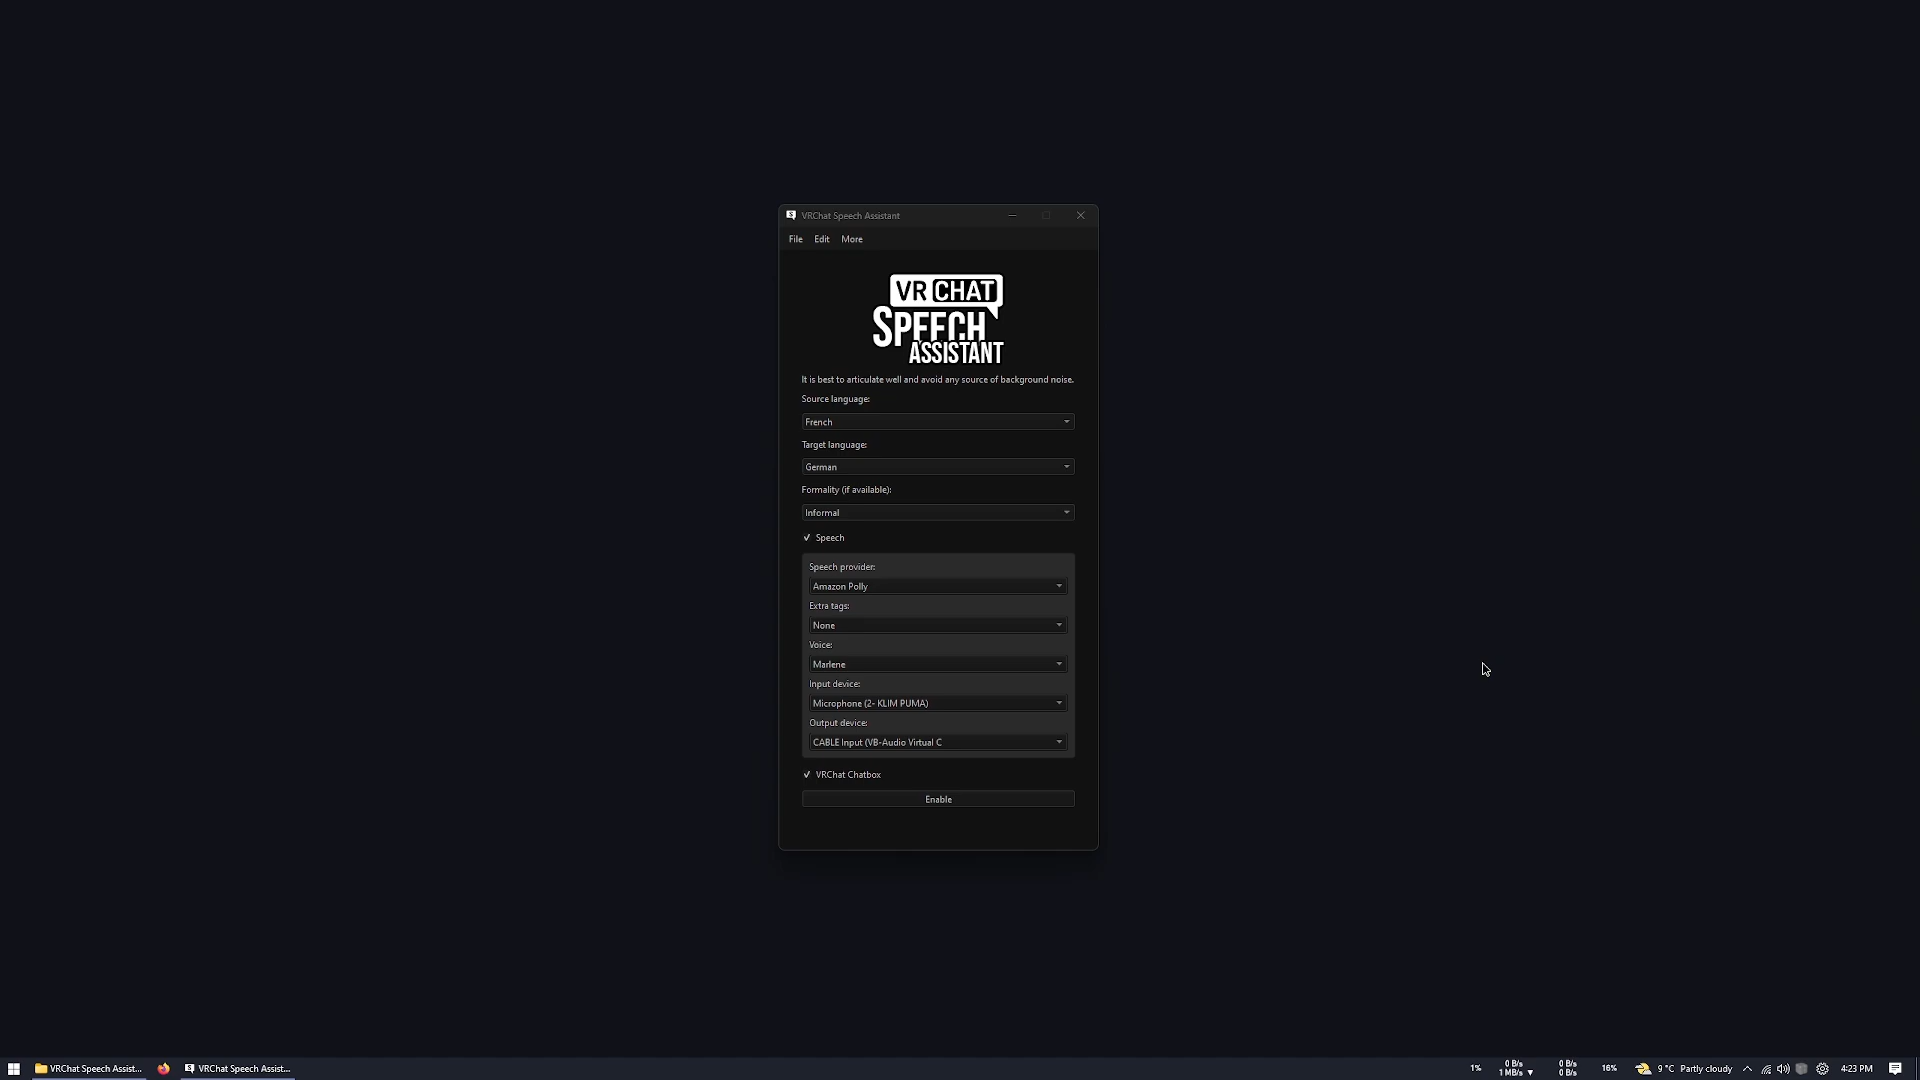 VRChat Speech Assistant
File Edit More
VRCHAT
SPEECH
ASSISTANT
It is best to articulate well and avoid any source of background noise.
Source language:
French
Target language:
German
Formality (if available):
Informal
Speech
Speech provider:
Amazon Polly
Extra tags:
None
Voice:
Marlene
Input device:
Microphone (2- KLIM PUMA)
Output device:
CABLE Input (VB-Audio Virtual C
VRChat Chatbox
Enable
VRChat Speech Assist... VRChat Speech Assist... 1% 0 B/s 0 B/s 16% 9 °C Partly cloudy 4:23 PM
1 MB/s 0 B/s